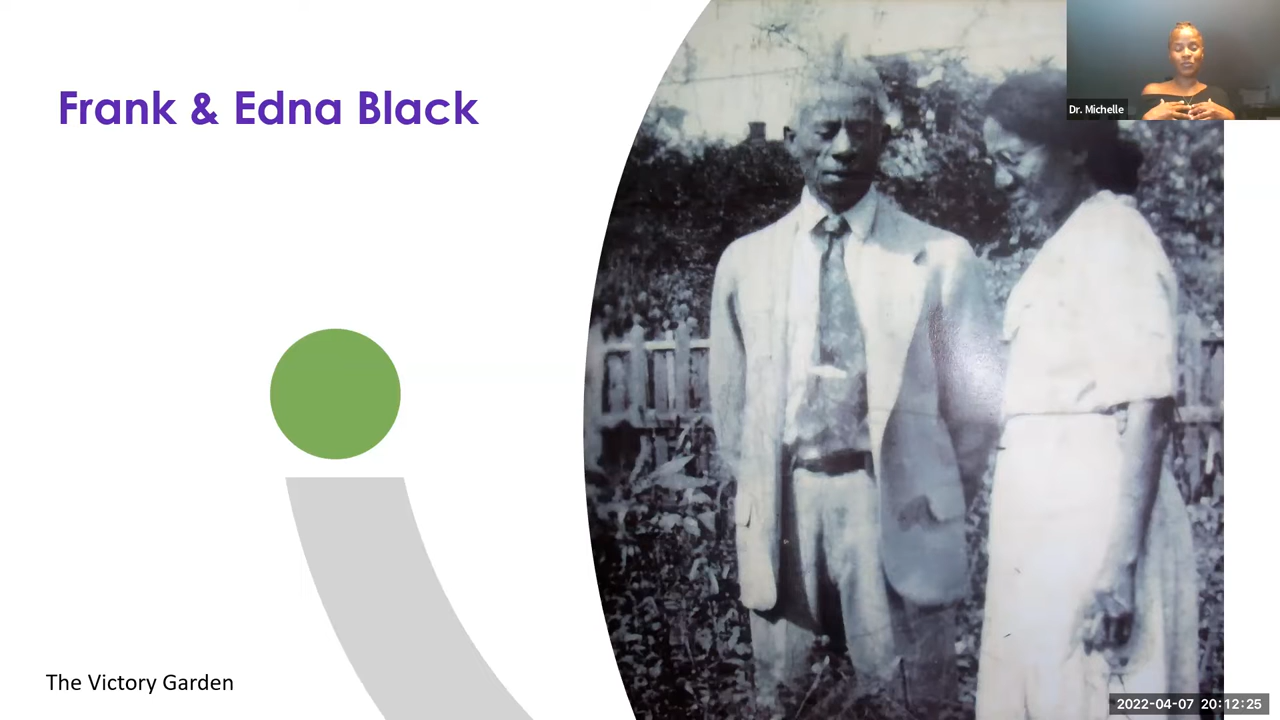 Frank & Edna Black
Dr. Michelle
The Victory Garden
2022-04-07 20:12:25